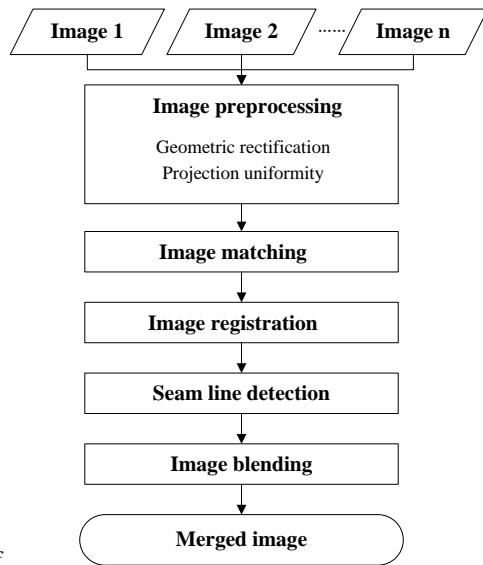 Image 1 Image 2 ...... Image n
Image preprocessing
Geometric rectification
Projection uniformity
Image matching
Image registration
Seam line detection
Image blending
Merged image